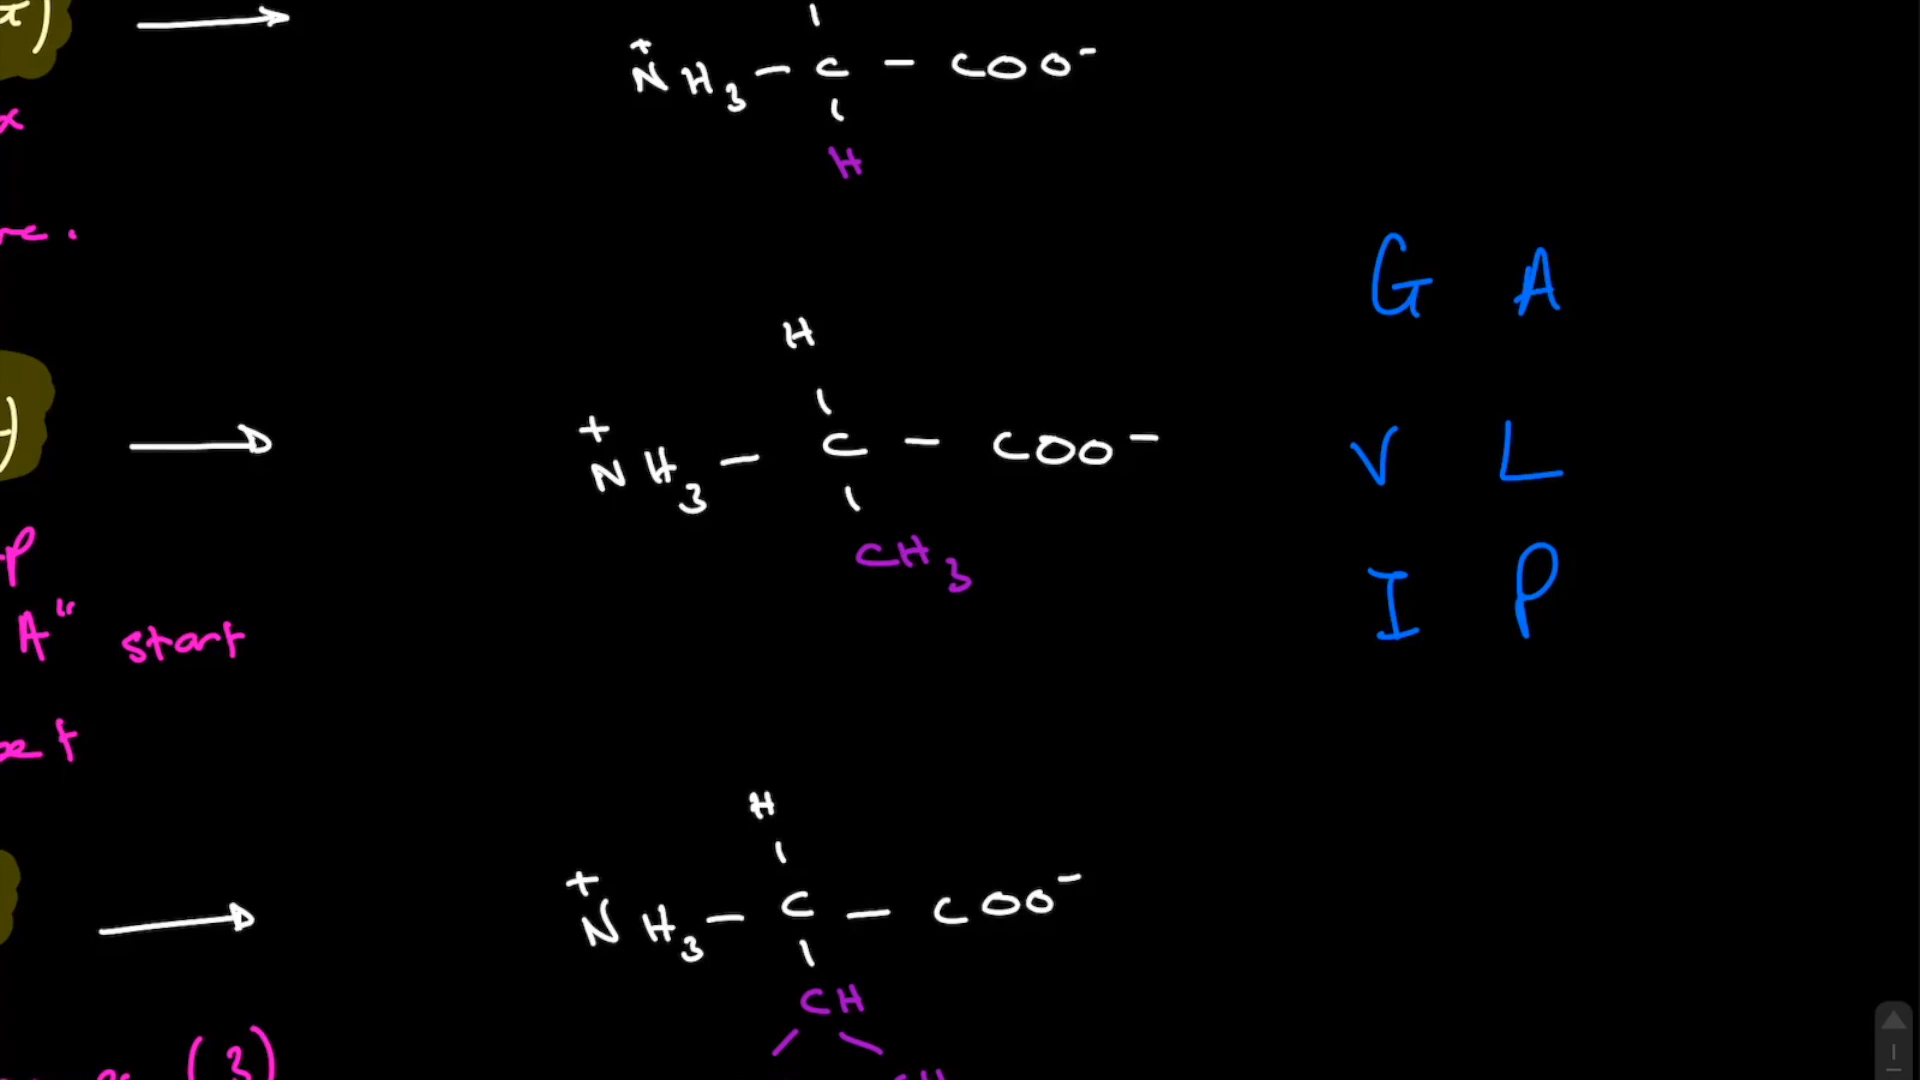 +
NH3 - C - COO-
H
G A
H
+
NH3 - C - COO-
V L
CH3
I P
A" start
H
+
NH3 - C - COO-
CH
(3)